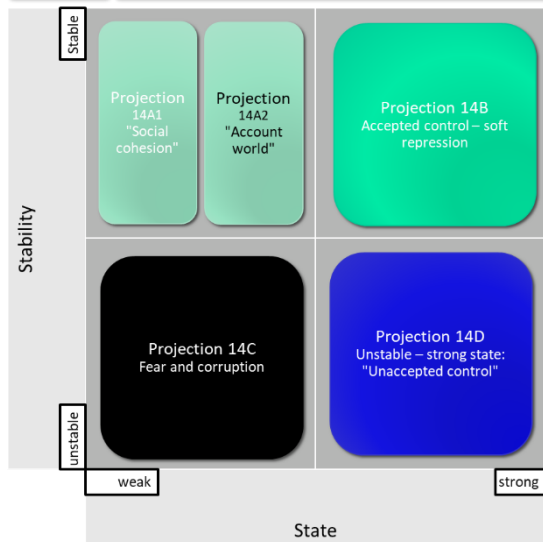 Stable
Projection
14A1
"Social
cohesion"
Projection
14A2
"Account
world"
Projection 14B
Accepted control – soft
repression
Stability
Projection 14C
Fear and corruption
Projection 14D
Unstable – strong state:
"Unaccepted control"
unstable
weak
strong
State